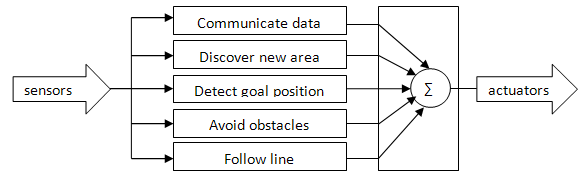 Communicate data
Discover new area
sensors
Detect goal position
∑
actuators
Avoid obstacles
Follow line